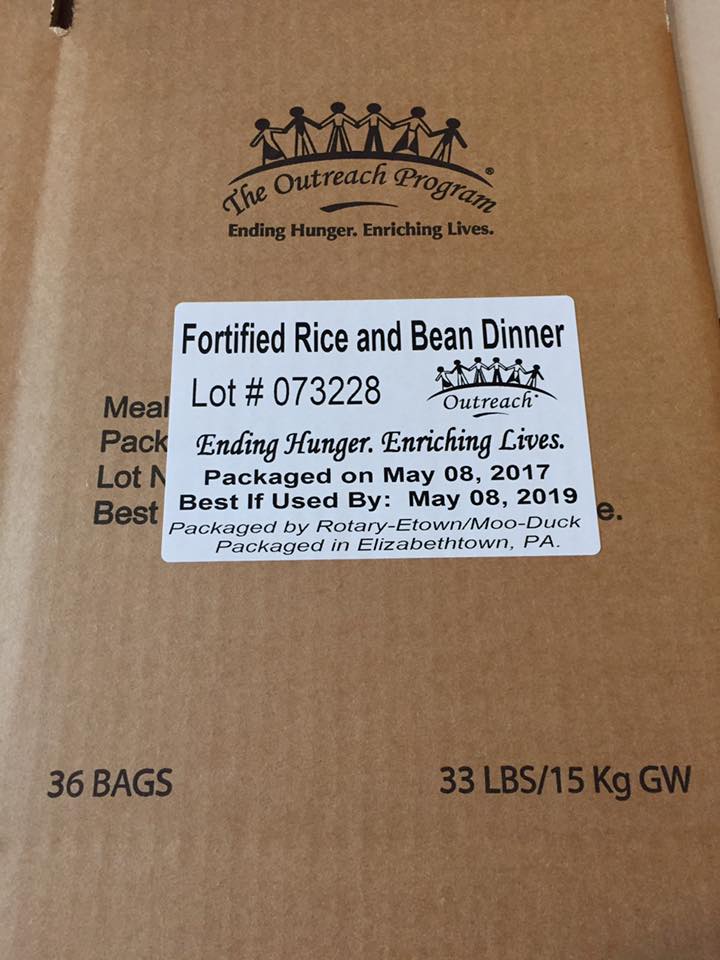 The Outreach Program®
Ending Hunger. Enriching Lives.
Fortified Rice and Bean Dinner
Lot # 073228
Outreach
Ending Hunger. Enriching Lives.
Packaged on May 08, 2017
Best If Used By: May 08, 2019
Packaged by Rotary-Etown/Moo-Duck
Packaged in Elizabethtown, PA.
Meal
Pack
Lot N
Best e.
36 BAGS
33 LBS/15 Kg GW